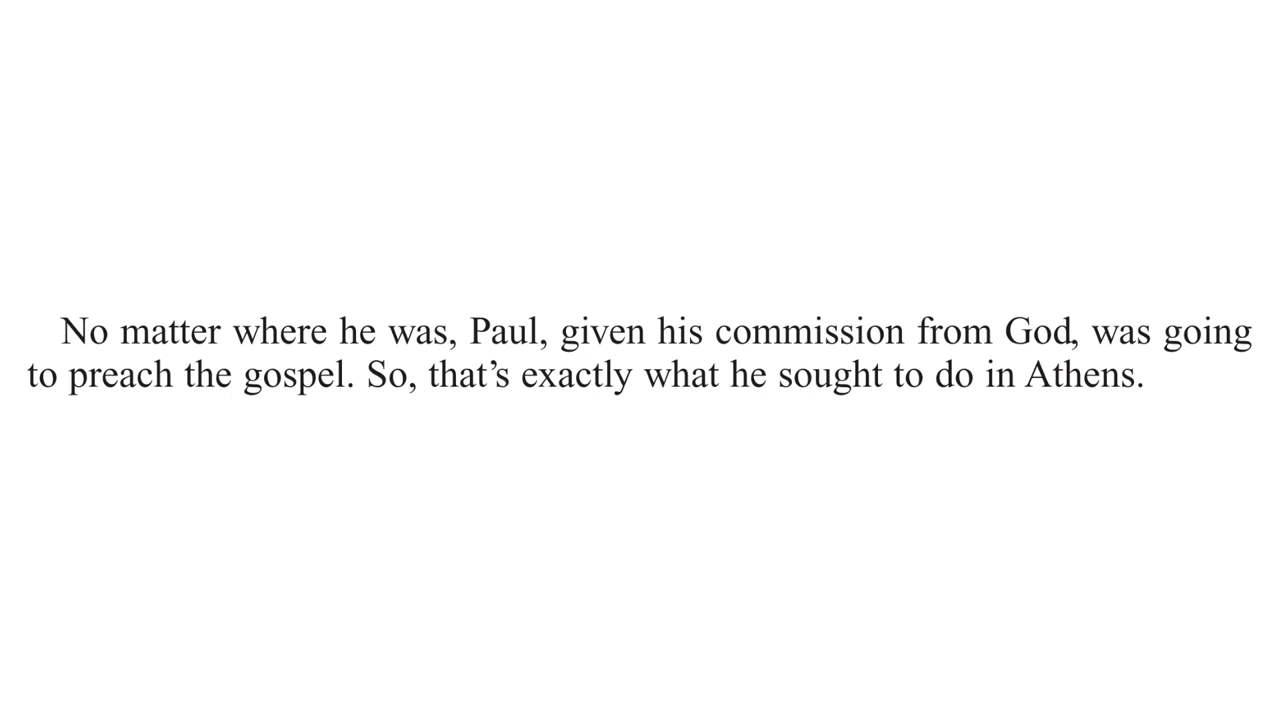 No matter where he was, Paul, given his commission from God, was going
to preach the gospel. So, that’s exactly what he sought to do in Athens.